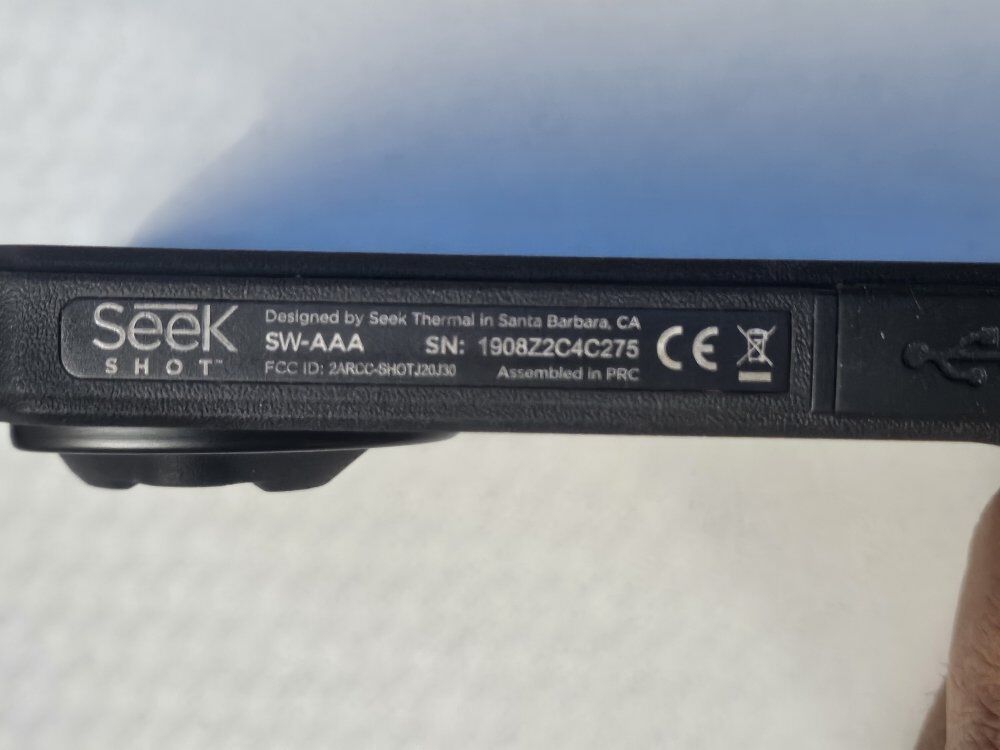 Seek
SHOT™
Designed by Seek Thermal in Santa Barbara, CA
SW-AAA SN: 1908Z2C4C275
FCC ID: 2ARCC-SHOTJ20J30 Assembled in PRC
CE